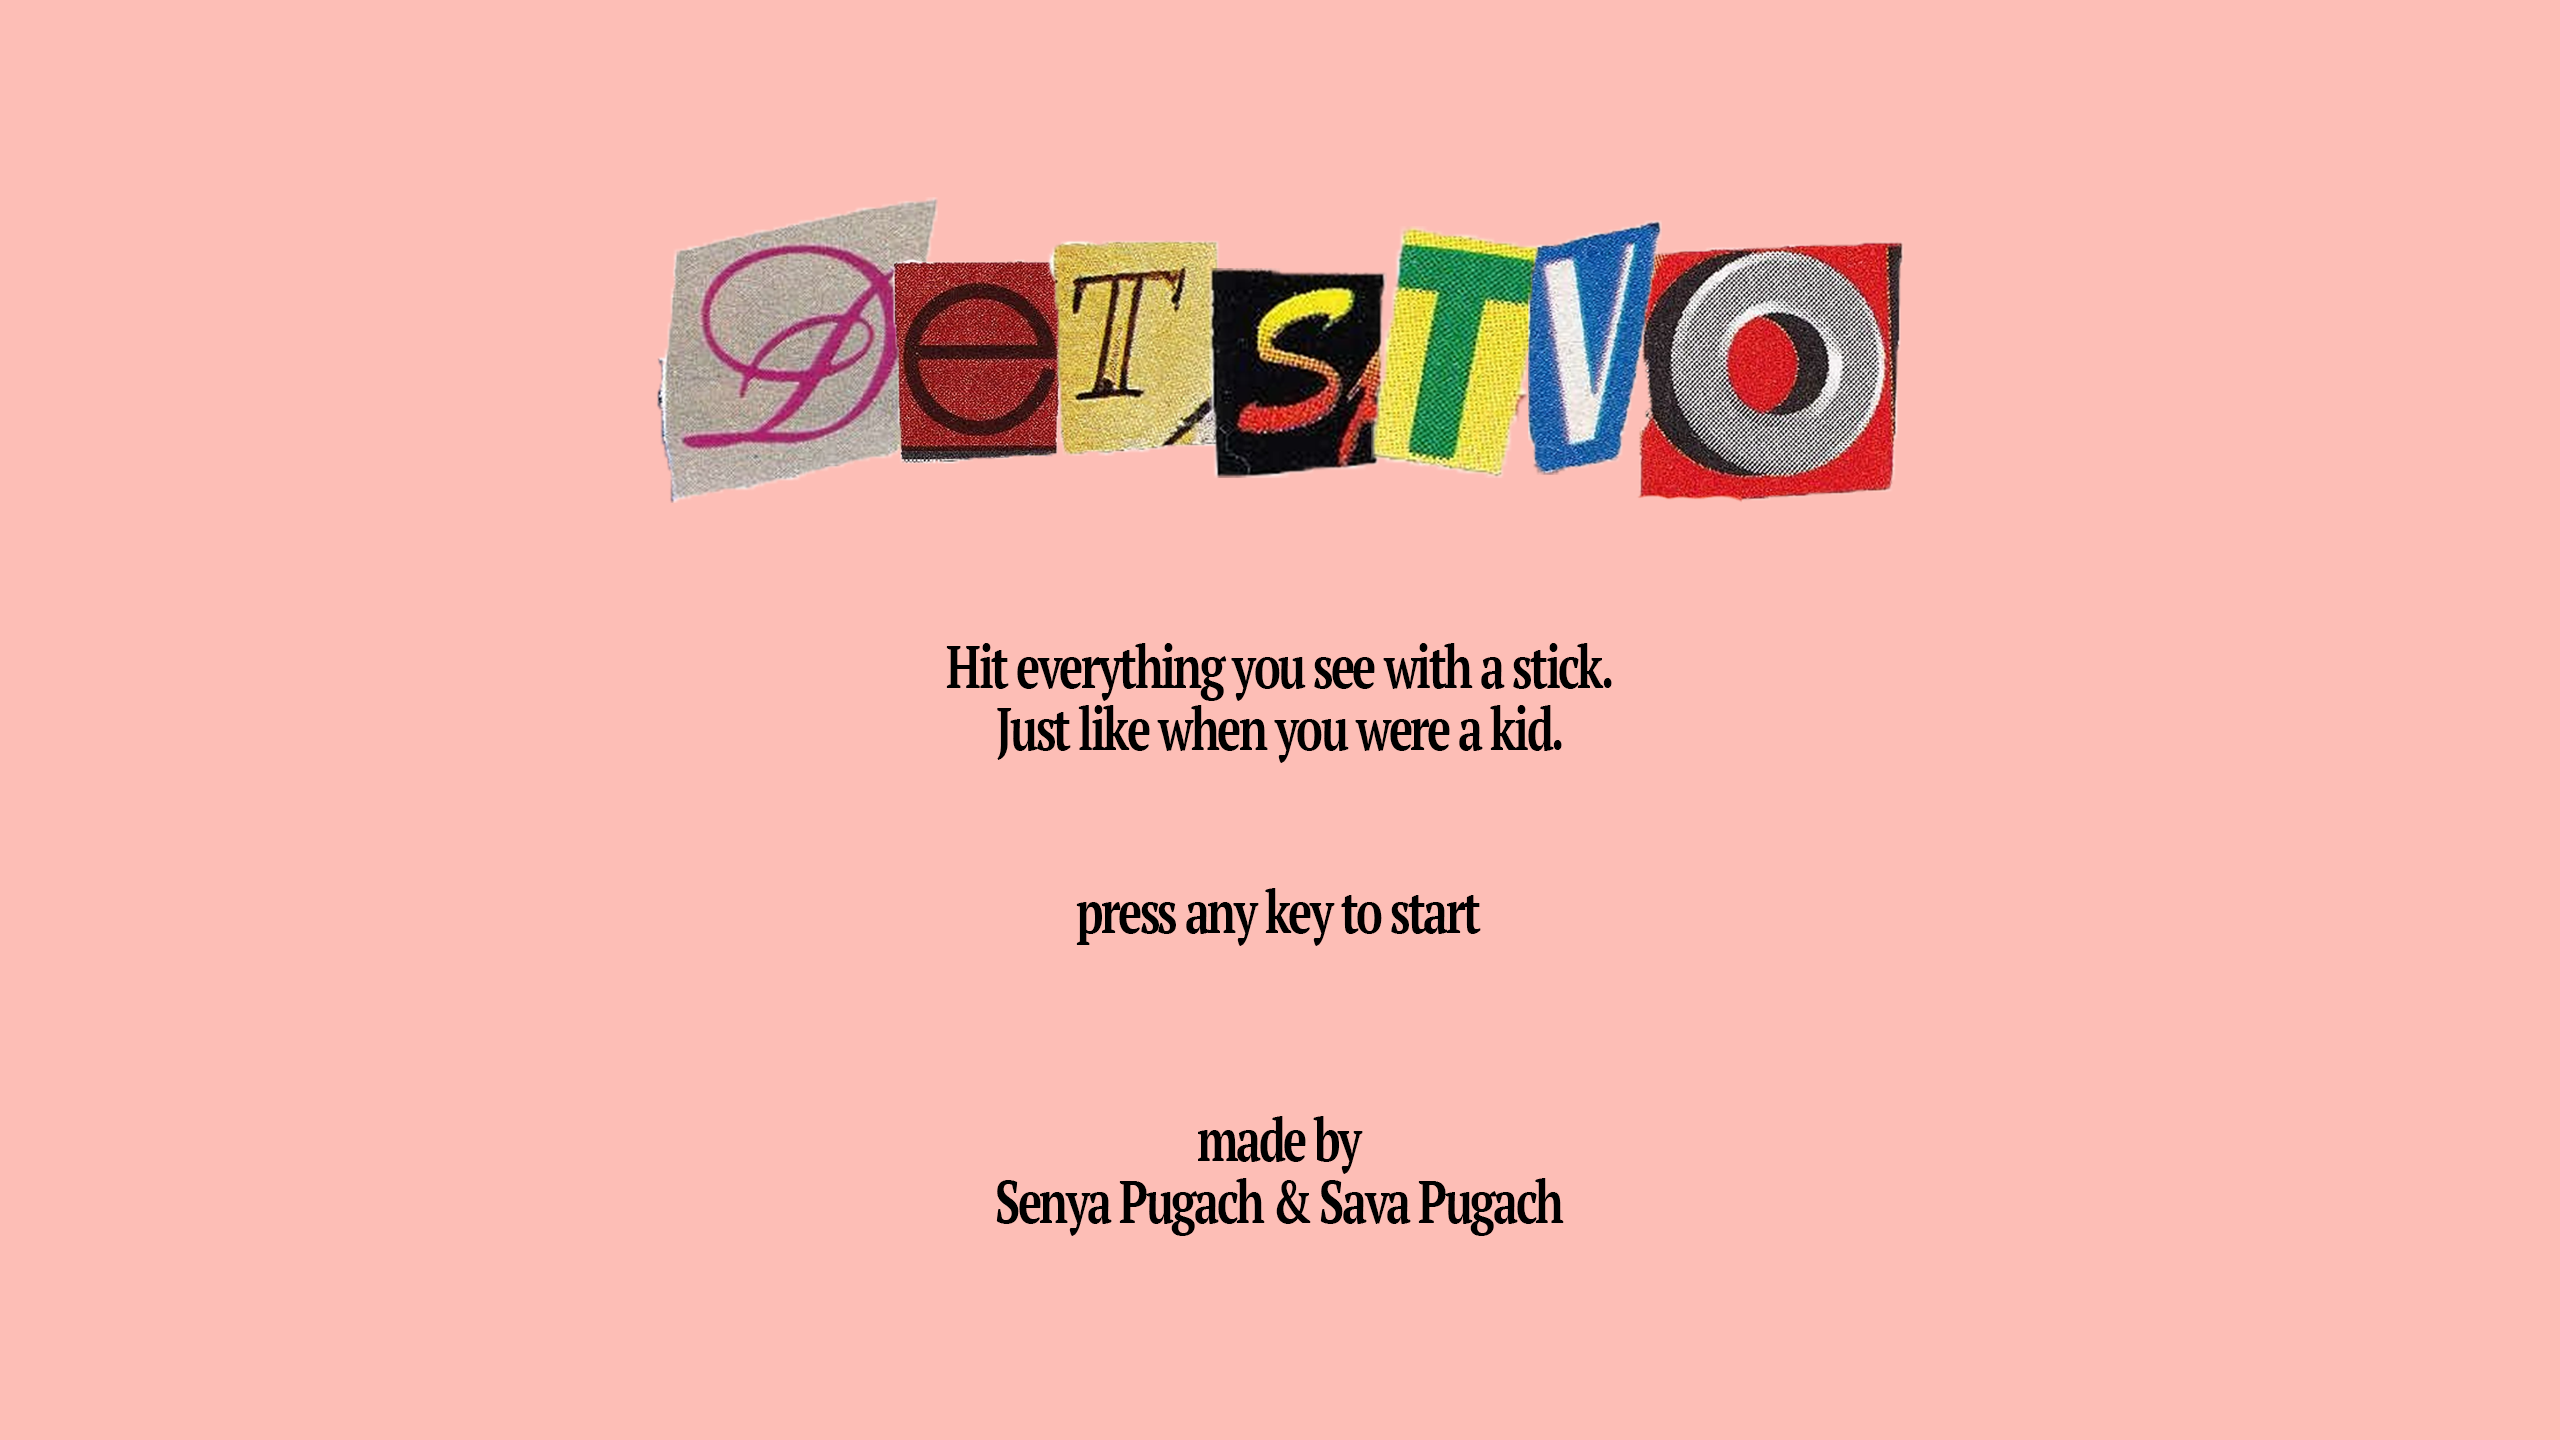 DeTSTVO
Hit everything you see with a stick.
Just like when you were a kid.
press any key to start
made by
Senya Pugach & Sava Pugach